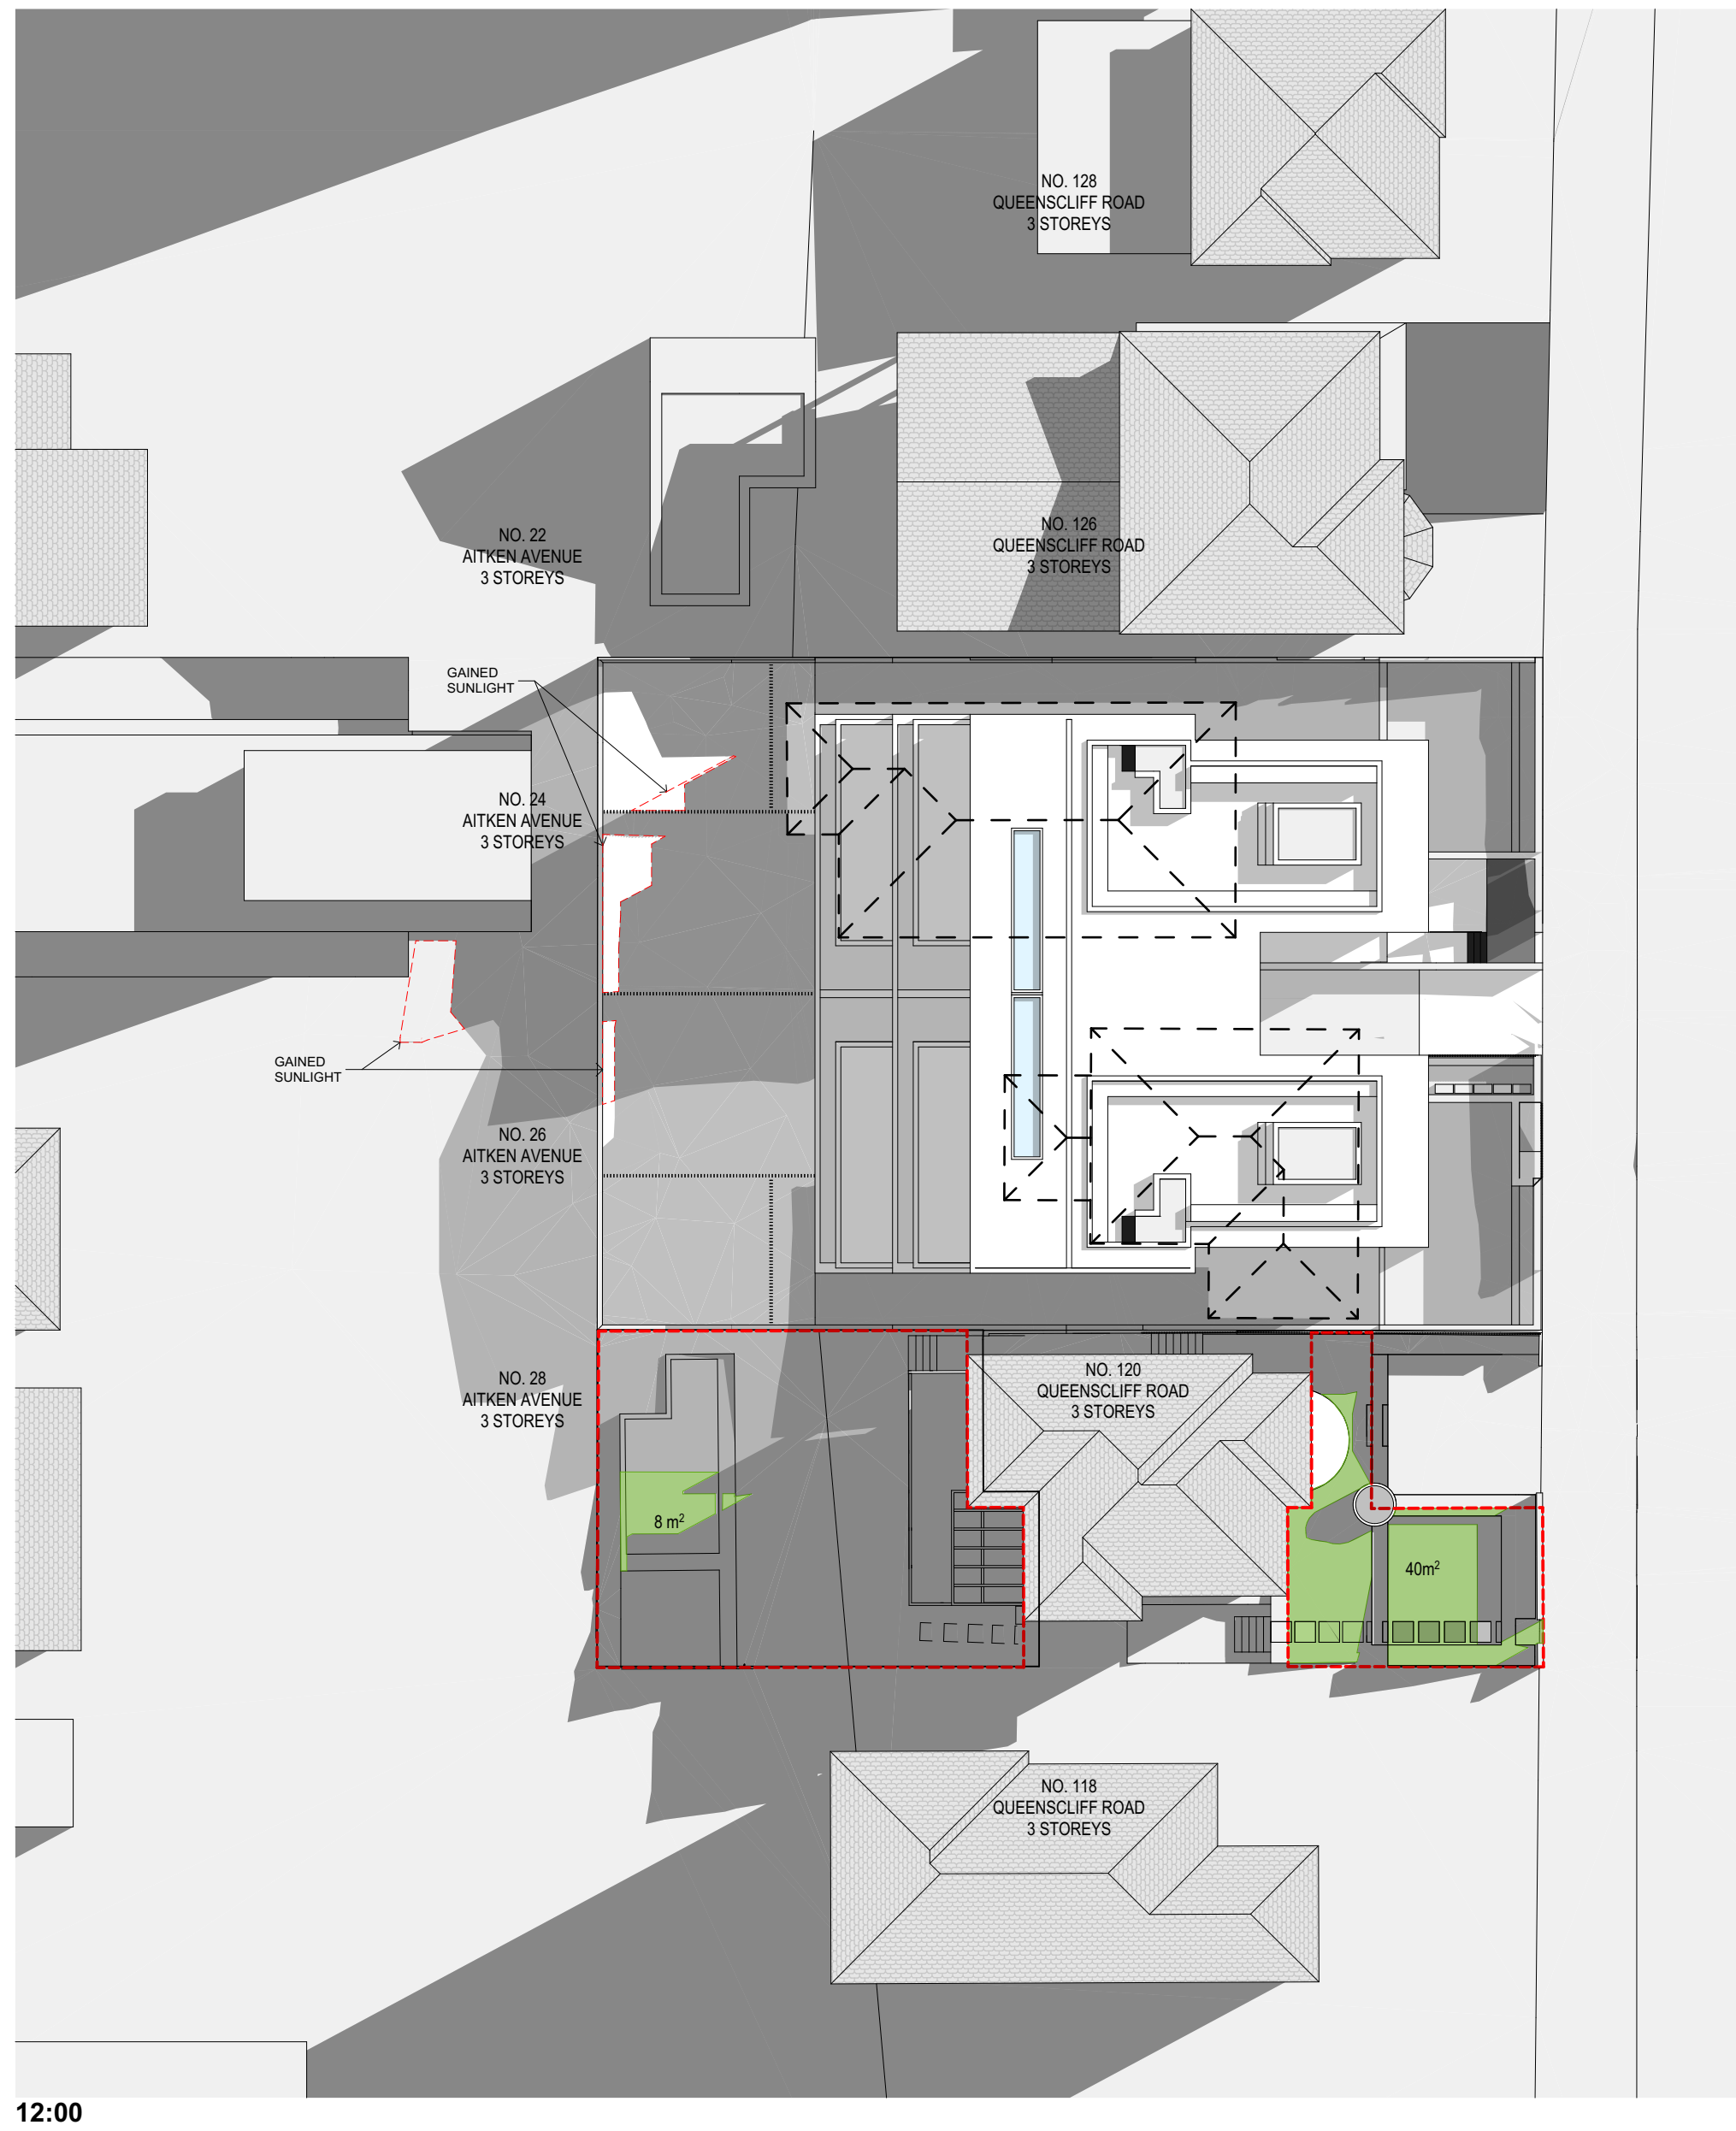 NO. 128
QUEENSCLIFF ROAD
3 STOREYS
NO. 22
AITKEN AVENUE
3 STOREYS
NO. 126
QUEENSCLIFF ROAD
3 STOREYS
GAINED
SUNLIGHT
NO. 24
AITKEN AVENUE
3 STOREYS
GAINED
SUNLIGHT
NO. 26
AITKEN AVENUE
3 STOREYS
NO. 28
AITKEN AVENUE
3 STOREYS
NO. 120
QUEENSCLIFF ROAD
3 STOREYS
8 m²
40m²
NO. 118
QUEENSCLIFF ROAD
3 STOREYS
12:00